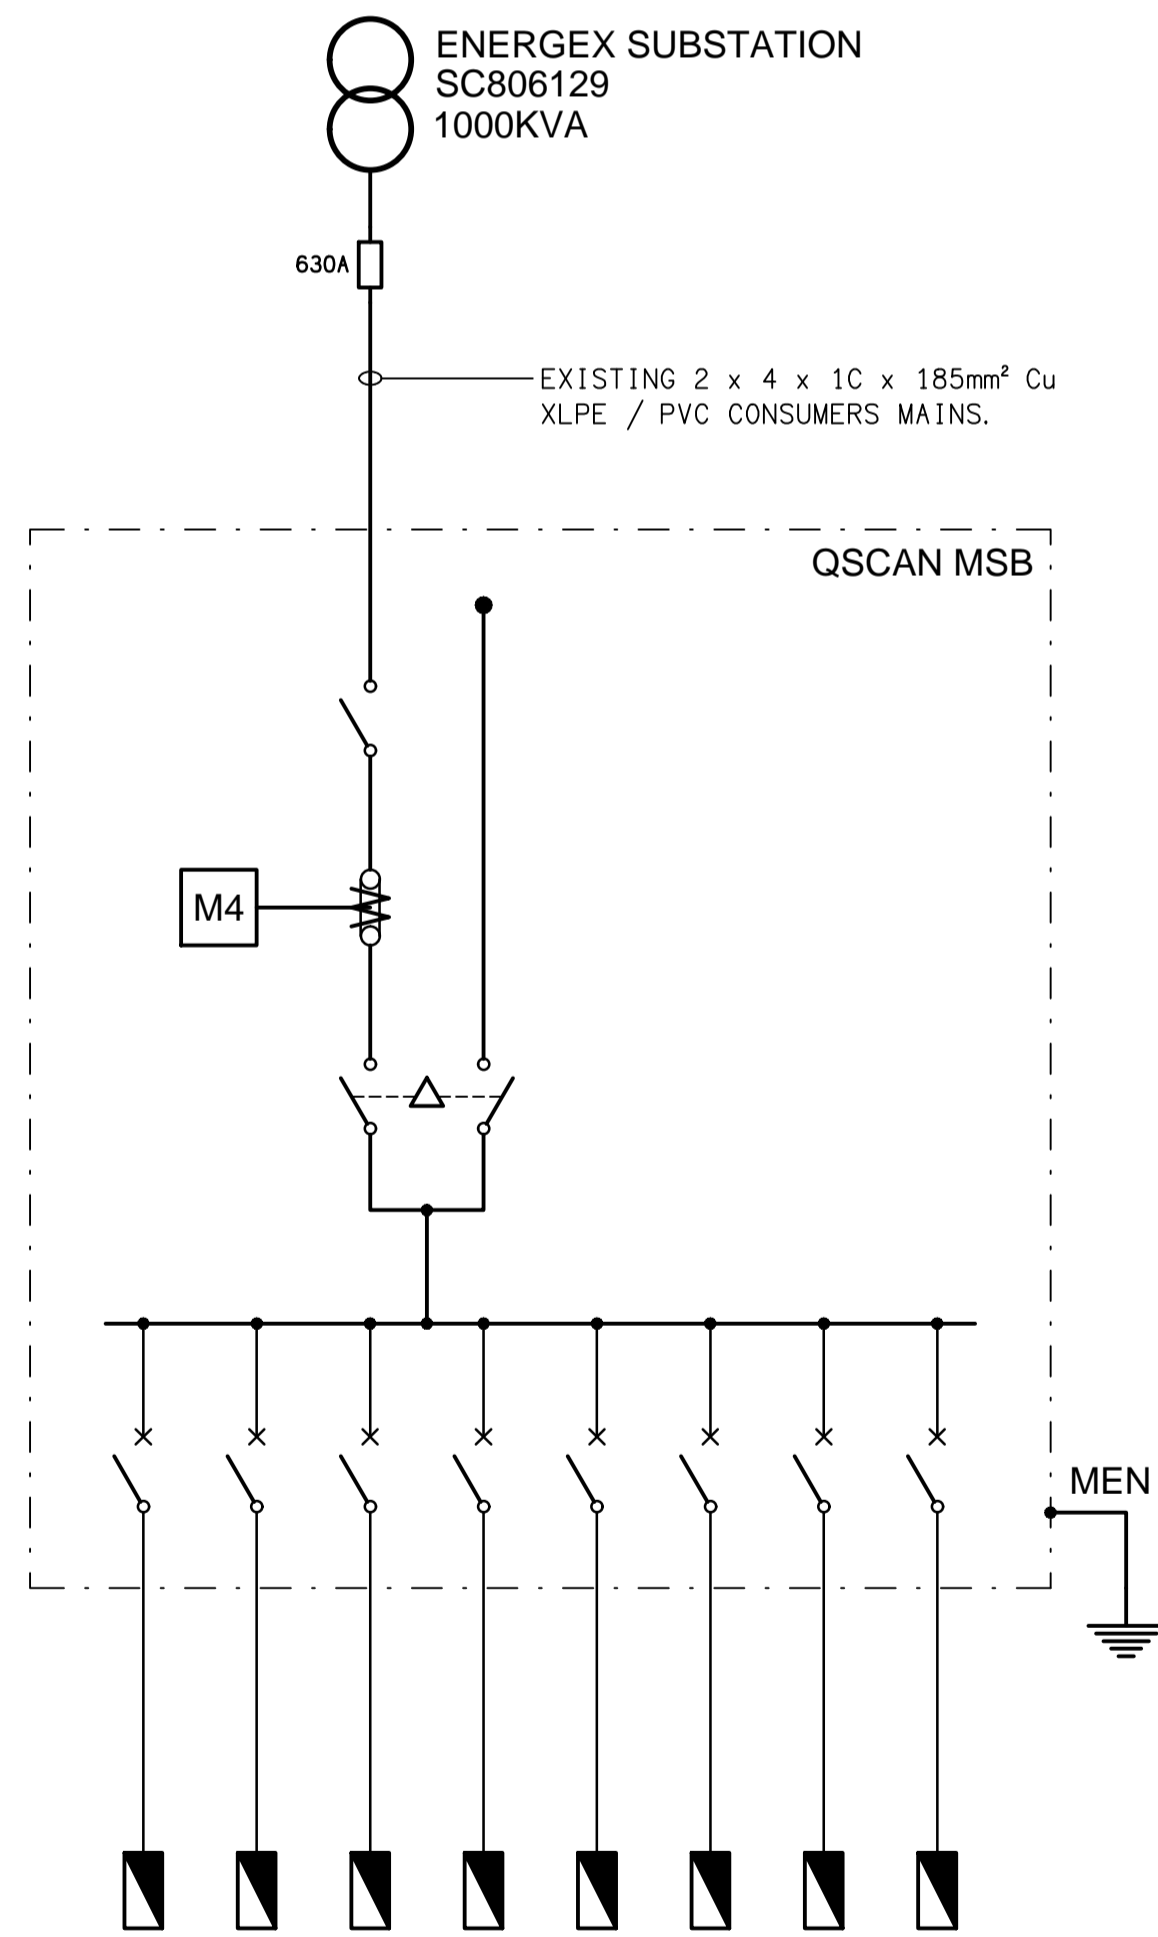 ENERGEX SUBSTATION
SC806129
1000KVA
630A
EXISTING 2 x 4 x 1C x 185mm² Cu
XLPE / PVC CONSUMERS MAINS.
QSCAN MSB
M4
MEN